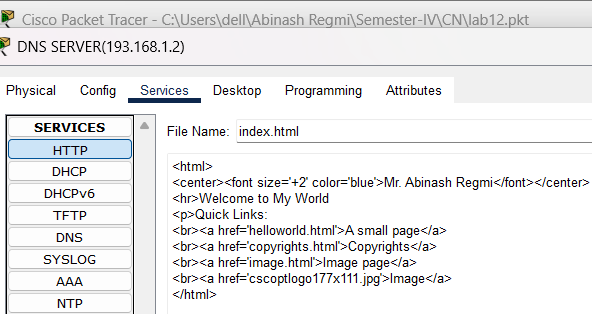 Cisco Packet Tracer - C:\Users\dell\Abinash Regmi\Semester-IV\CN\lab12.pkt
DNS SERVER(193.168.1.2)
Physical Config Services Desktop Programming Attributes
SERVICES
HTTP
DHCP
DHCPv6
TFTP
DNS
SYSLOG
AAA
NTP
File Name: index.html
<html>
<center><font size='+2' color='blue'>Mr. Abinash Regmi</font></center>
<hr>Welcome to My World
<p>Quick Links:
<br><a href='helloworld.html'>A small page</a>
<br><a href='copyrights.html'>Copyrights</a>
<br><a href='image.html'>Image page</a>
<br><a href='cscoptlogo177x111.jpg'>Image</a>
</html>